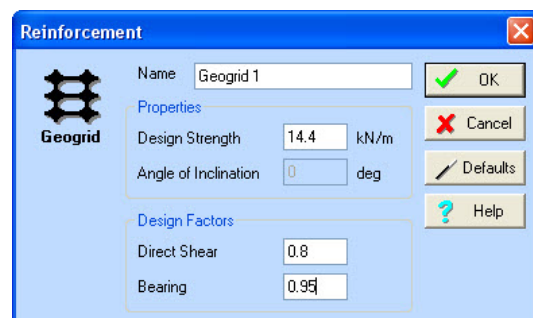 Reinforcement
Name Geogrid 1 OK
Properties
Geogrid Design Strength 14.4 kN/m Cancel
Angle of Inclination 0 deg Defaults
Design Factors ? Help
Direct Shear 0.8
Bearing 0.95